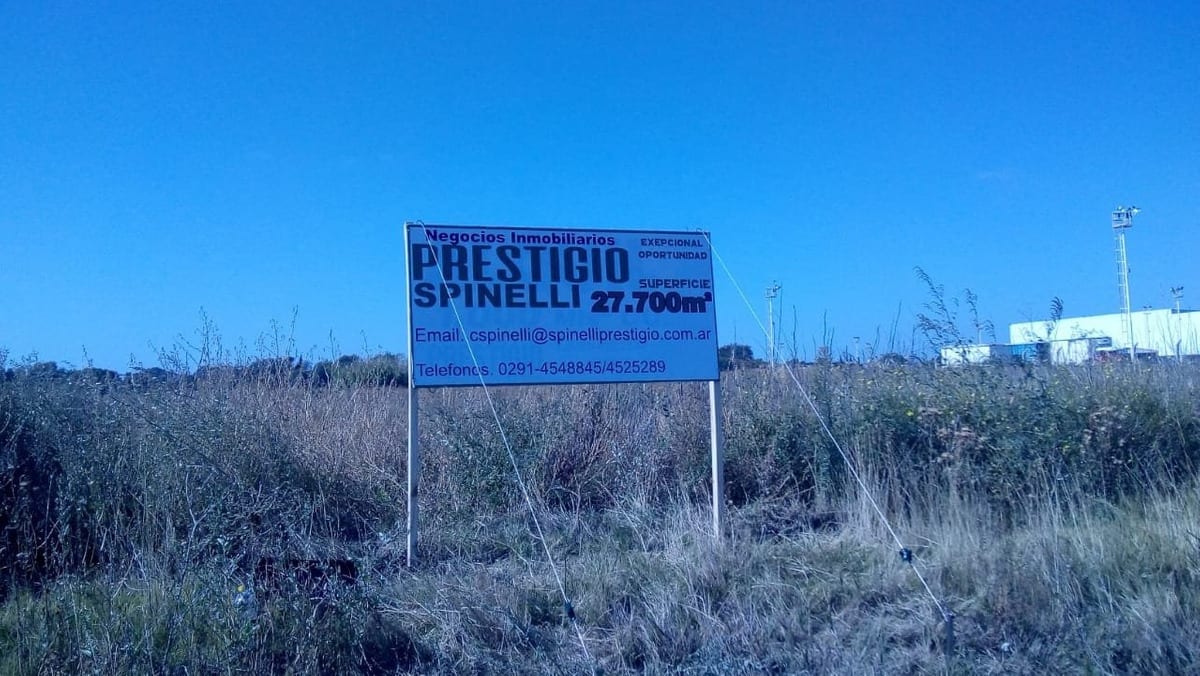 Negocios Inmobiliarios
PRESTIGIO
SPINELLI
EXEPCIONAL
OPORTUNIDAD
SUPERFICIE
27.700m²
Email. cspinelli@spinelliprestigio.com.ar
Telefonos. 0291-4548845/4525289